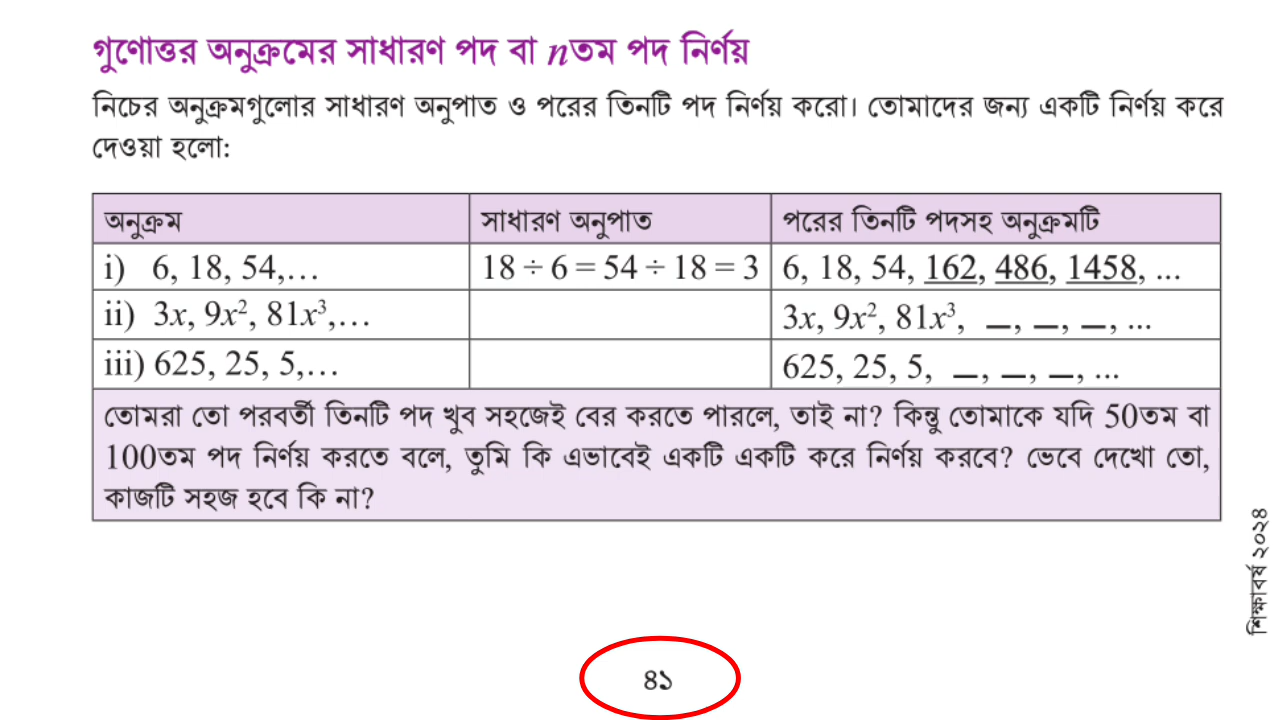 গুণোত্তর অনুক্রমের সাধারণ পদ বা nতম পদ নির্ণয়
নিচের অনুক্রমগুলোর সাধারণ অনুপাত ও পরের তিনটি পদ নির্ণয় করো। তোমাদের জন্য একটি নির্ণয় করে
দেওয়া হলো:
অনুক্রম সাধারণ অনুপাত পরের তিনটি পদসহ অনুক্রমটি
i) 6, 18, 54,… 18 ÷ 6 = 54 ÷ 18 = 3 6, 18, 54, 162, 486, 1458, ...
ii) 3x, 9x², 81x³,… 3x, 9x², 81x³, _, _, _, ...
iii) 625, 25, 5,… 625, 25, 5, _, _, _, ...
তোমরা তো পরবর্তী তিনটি পদ খুব সহজেই বের করতে পারলে, তাই না? কিন্তু তোমাকে যদি 50তম বা
100তম পদ নির্ণয় করতে বলে, তুমি কি এভাবেই একটি একটি করে নির্ণয় করবে? ভেবে দেখো তো,
কাজটি সহজ হবে কি না?
শিক্ষাবর্ষ ২০২৪
৪১